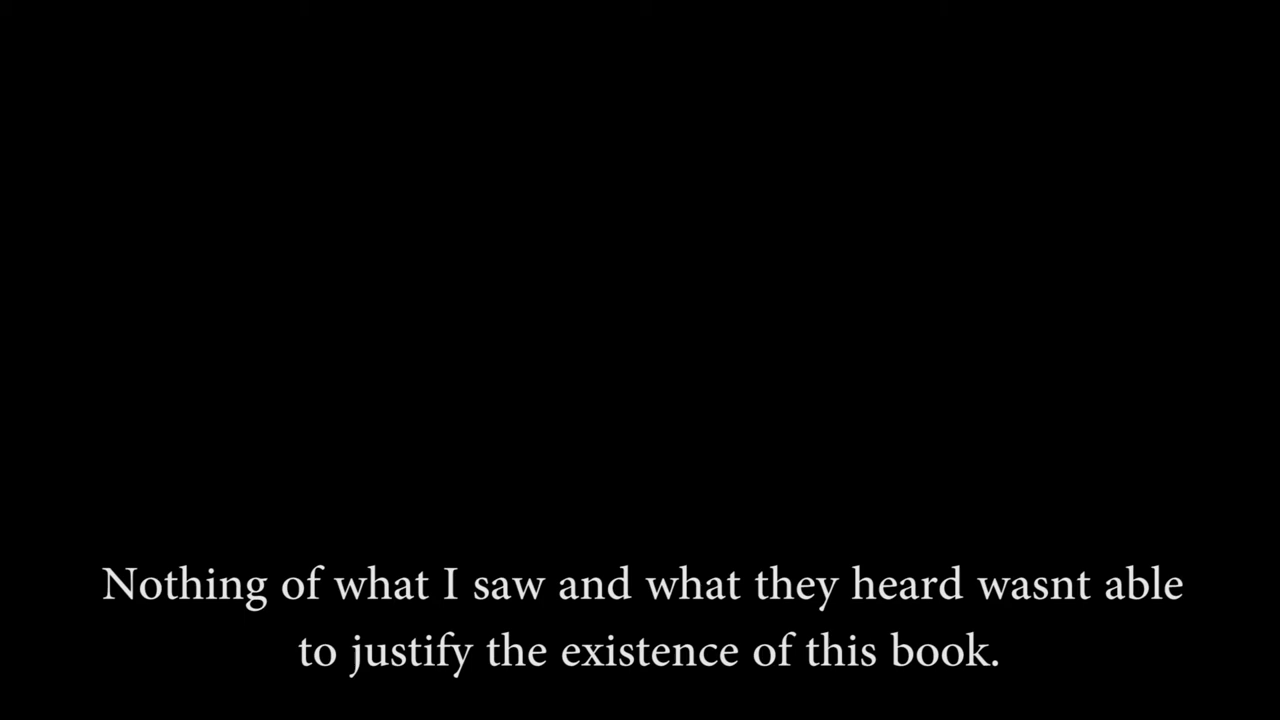 Nothing of what I saw and what they heard wasnt able
to justify the existence of this book.